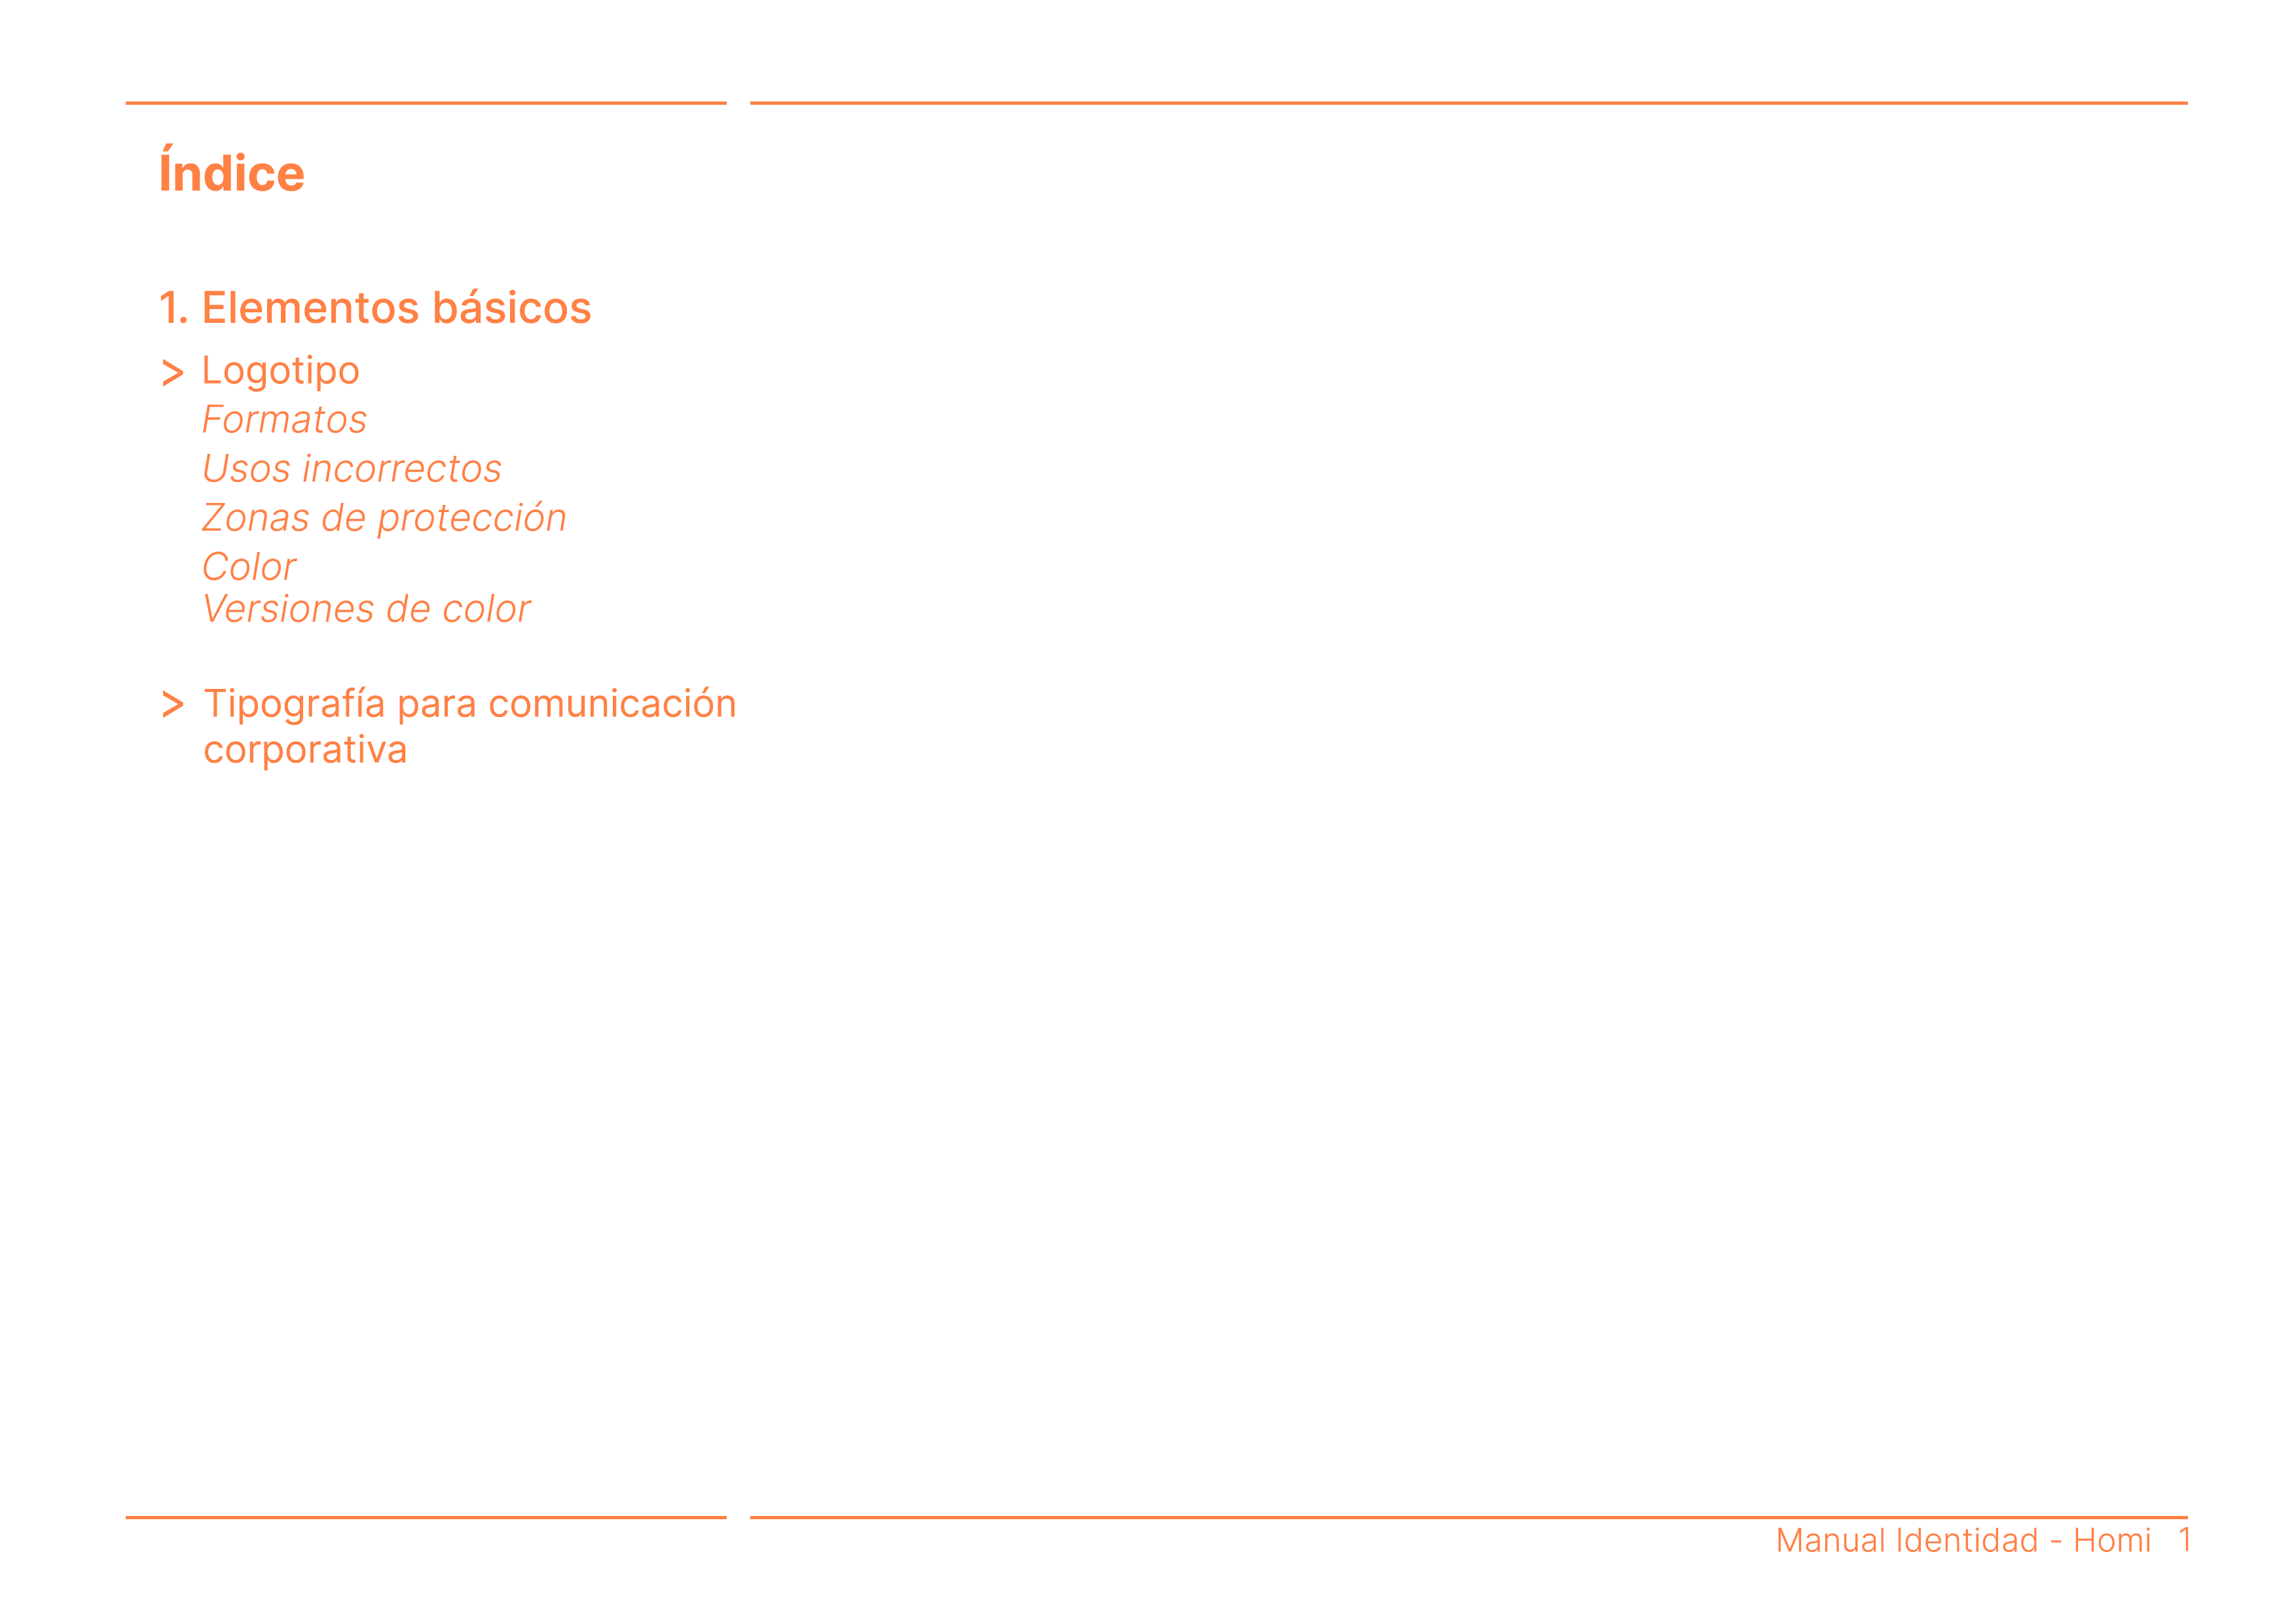 Índice
1. Elementos básicos
> Logotipo
Formatos
Usos incorrectos
Zonas de protección
Color
Versiones de color
> Tipografía para comunicación
corporativa
Manual Identidad - Homi 1